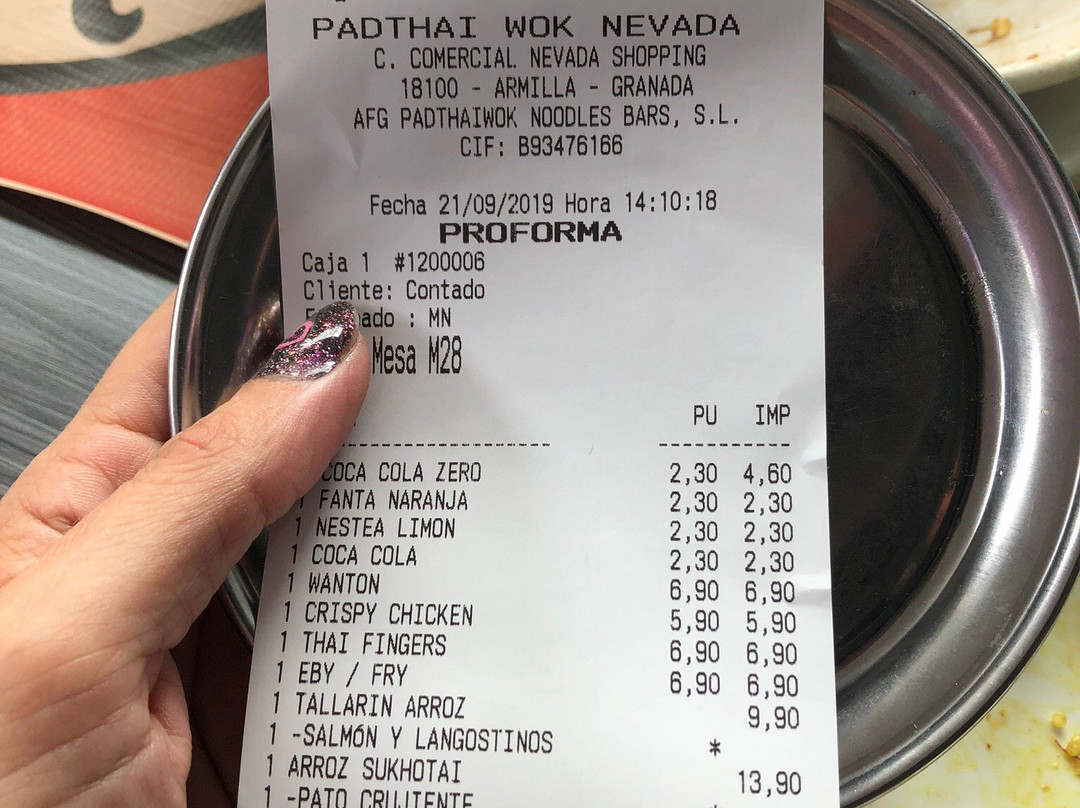 PADTHAI WOK NEVADA
C. COMERCIAL NEVADA SHOPPING
18100 - ARMILLA - GRANADA
AFG PADTHAIWOK NOODLES BARS, S.L.
CIF: B93476166
Fecha 21/09/2019 Hora 14:10:18
PROFORMA
Caja 1 #1200006
Cliente: Contado
: MN
Mesa M28
PU IMP
COCA COLA ZERO 2,30 4,60
1 FANTA NARANJA 2,30 2,30
1 NESTEA LIMON 2,30 2,30
1 COCA COLA 2,30 2,30
1 WANTON 6,90 6,90
1 CRISPY CHICKEN 5,90 5,90
1 THAI FINGERS 6,90 6,90
1 EBY / FRY 6,90 6,90
1 TALLARIN ARROZ 9,90
1 -SALMóN Y LANGOSTINOS *
1 ARROZ SUKHOTAI 13,90
1 -PATO CRUJIENTE